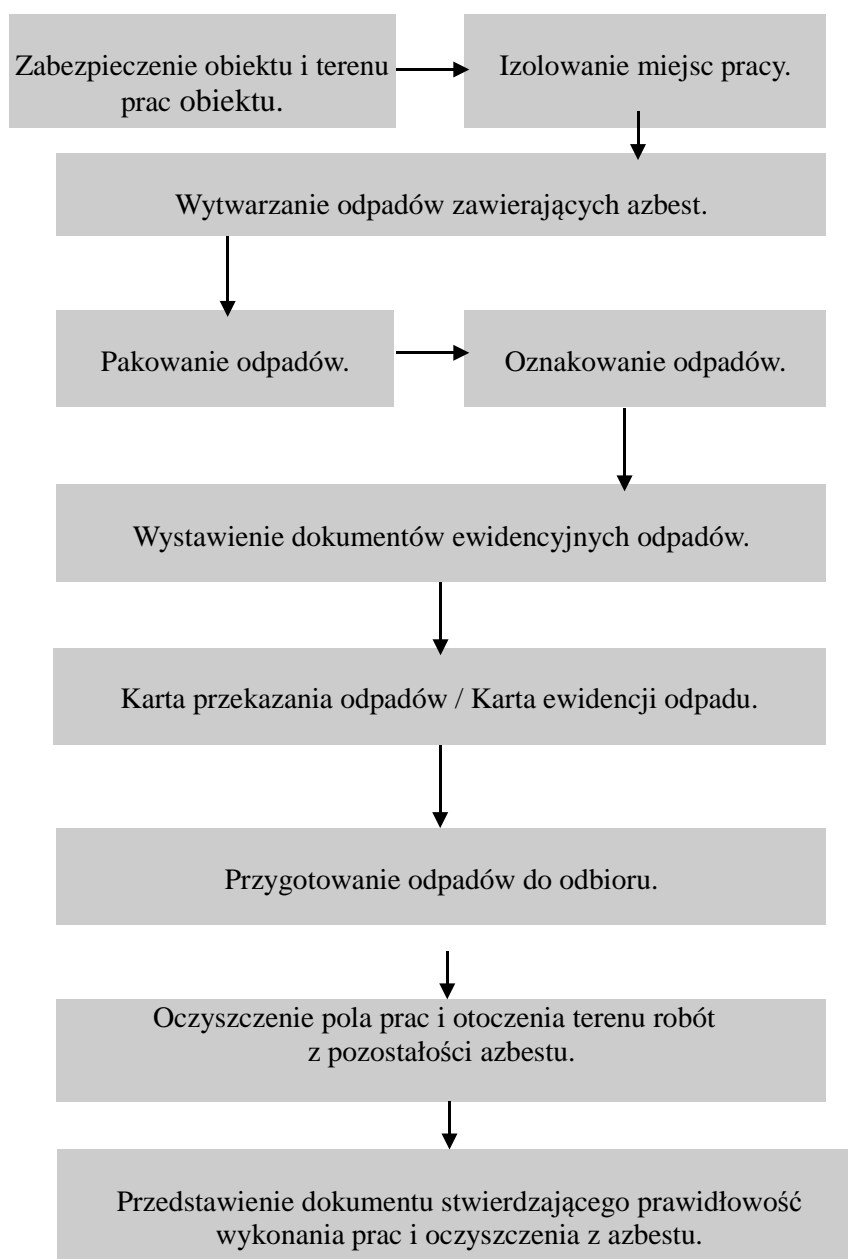 Zabezpieczenie obiektu i terenu
prac obiektu.
Izolowanie miejsc pracy.
Wytwarzanie odpadów zawierających azbest.
Pakowanie odpadów.
Oznakowanie odpadów.
Wystawienie dokumentów ewidencyjnych odpadów.
Karta przekazania odpadów / Karta ewidencji odpadu.
Przygotowanie odpadów do odbioru.
Oczyszczenie pola prac i otoczenia terenu robót
z pozostałości azbestu.
Przedstawienie dokumentu stwierdzającego prawidłowość
wykonania prac i oczyszczenia z azbestu.